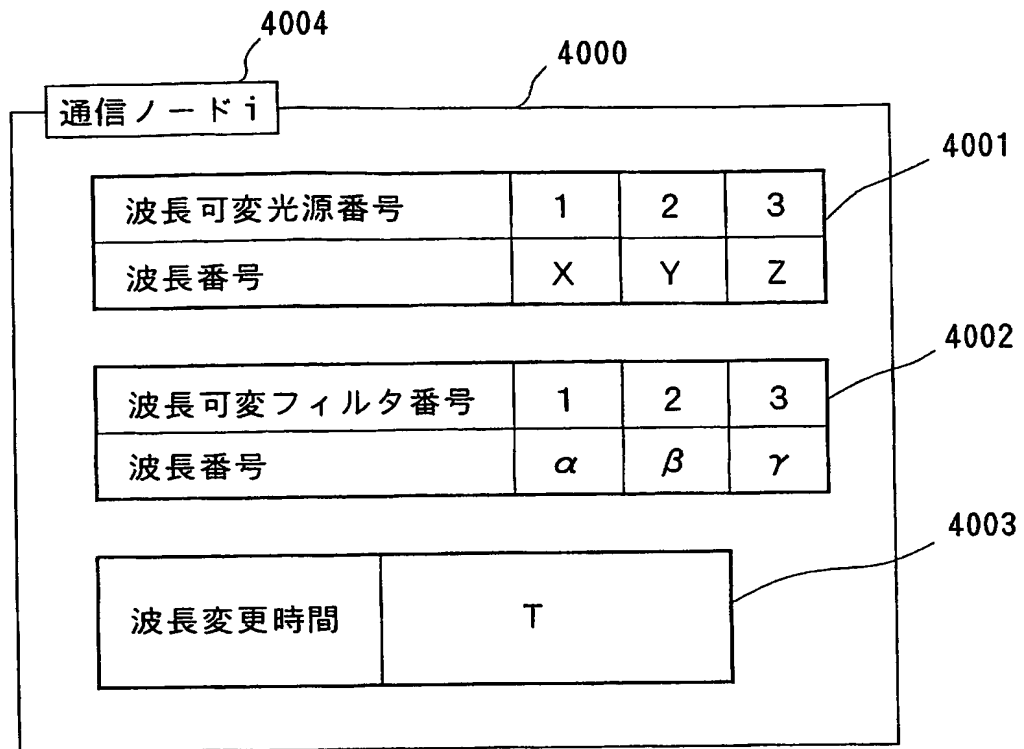 4004
4000
通信ノードi
4001
波長可変光源番号 1 2 3
波長番号 X Y Z
4002
波長可変フィルタ番号 1 2 3
波長番号 α β γ
4003
波長変更時間 T